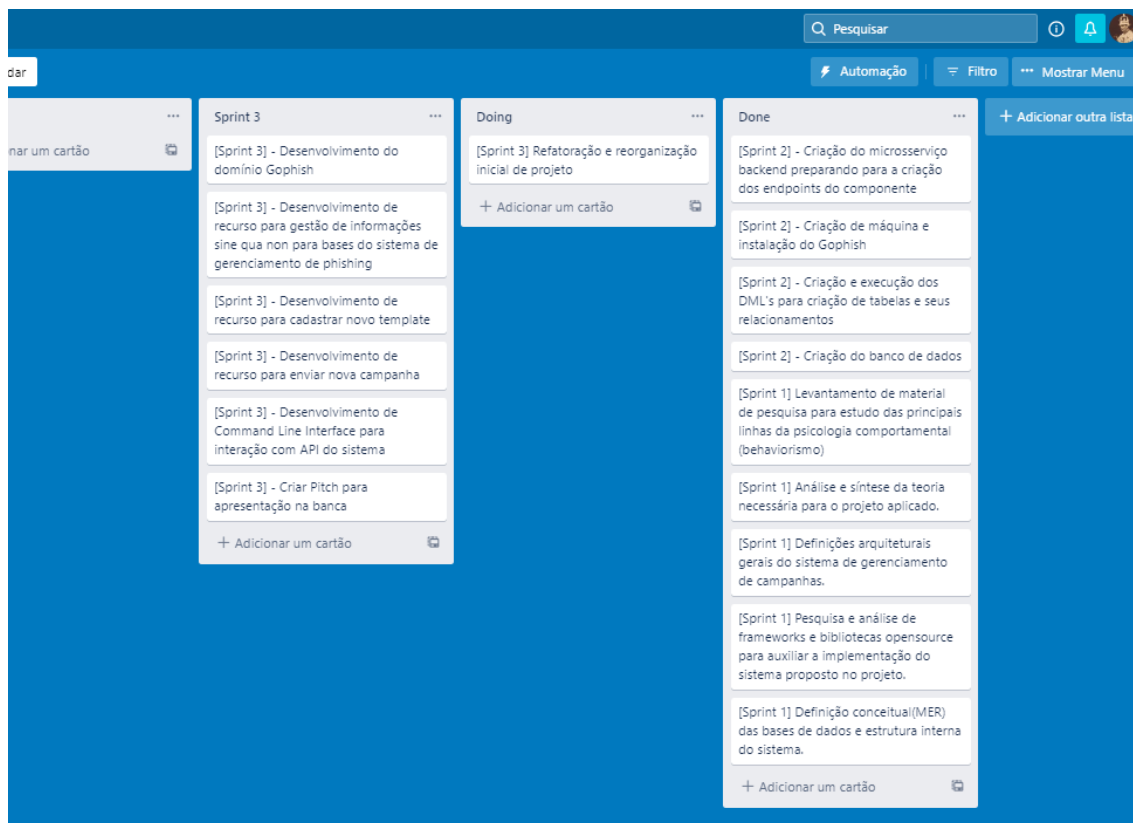 Pesquisar
dar
Automação
Filtro
Mostrar Menu
nar um cartão
Sprint 3
[Sprint 3] - Desenvolvimento do
domínio Gophish
[Sprint 3] - Desenvolvimento de
recurso para gestão de informações
sine qua non para bases do sistema de
gerenciamento de phishing
[Sprint 3] - Desenvolvimento de
recurso para cadastrar novo template
[Sprint 3] - Desenvolvimento de
recurso para enviar nova campanha
[Sprint 3] - Desenvolvimento de
Command Line Interface para
interação com API do sistema
[Sprint 3] - Criar Pitch para
apresentação na banca
+ Adicionar um cartão
Doing
[Sprint 3] Refatoração e reorganização
inicial de projeto
+ Adicionar um cartão
Done
[Sprint 2] - Criação do microsserviço
backend preparando para a criação
dos endpoints do componente
[Sprint 2] - Criação de máquina e
instalação do Gophish
[Sprint 2] - Criação e execução dos
DML's para criação de tabelas e seus
relacionamentos
[Sprint 2] - Criação do banco de dados
[Sprint 1] Levantamento de material
de pesquisa para estudo das principais
linhas da psicologia comportamental
(behaviorismo)
[Sprint 1] Análise e síntese da teoria
necessária para o projeto aplicado.
[Sprint 1] Definições arquiteturais
gerais do sistema de gerenciamento
de campanhas.
[Sprint 1] Pesquisa e análise de
frameworks e bibliotecas opensource
para auxiliar a implementação do
sistema proposto no projeto.
[Sprint 1] Definição conceitual(MER)
das bases de dados e estrutura interna
do sistema.
+ Adicionar um cartão
+ Adicionar outra lista